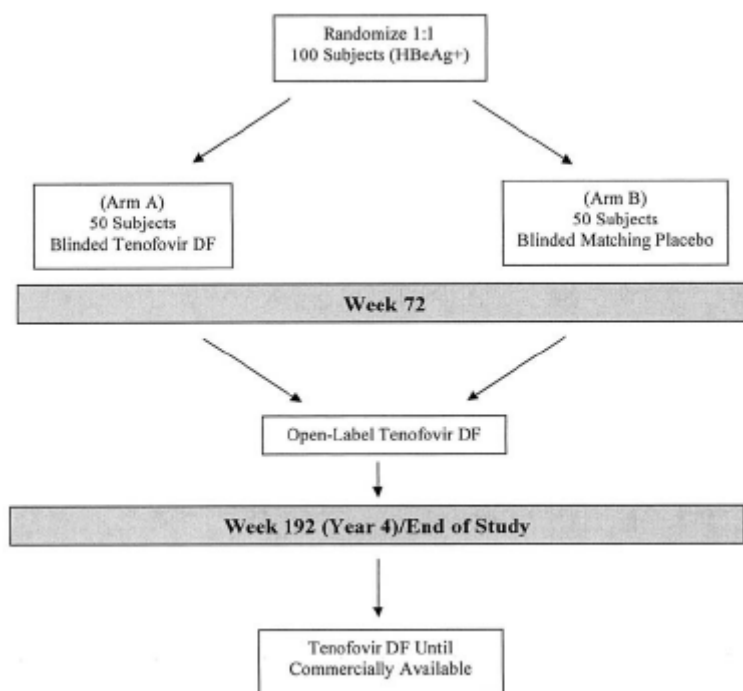 Randomize 1:1
100 Subjects (HBeAg+)
(Arm A)
50 Subjects
Blinded Tenofovir DF
(Arm B)
50 Subjects
Blinded Matching Placebo
Week 72
Open-Label Tenofovir DF
Week 192 (Year 4)/End of Study
Tenofovir DF Until
Commercially Available